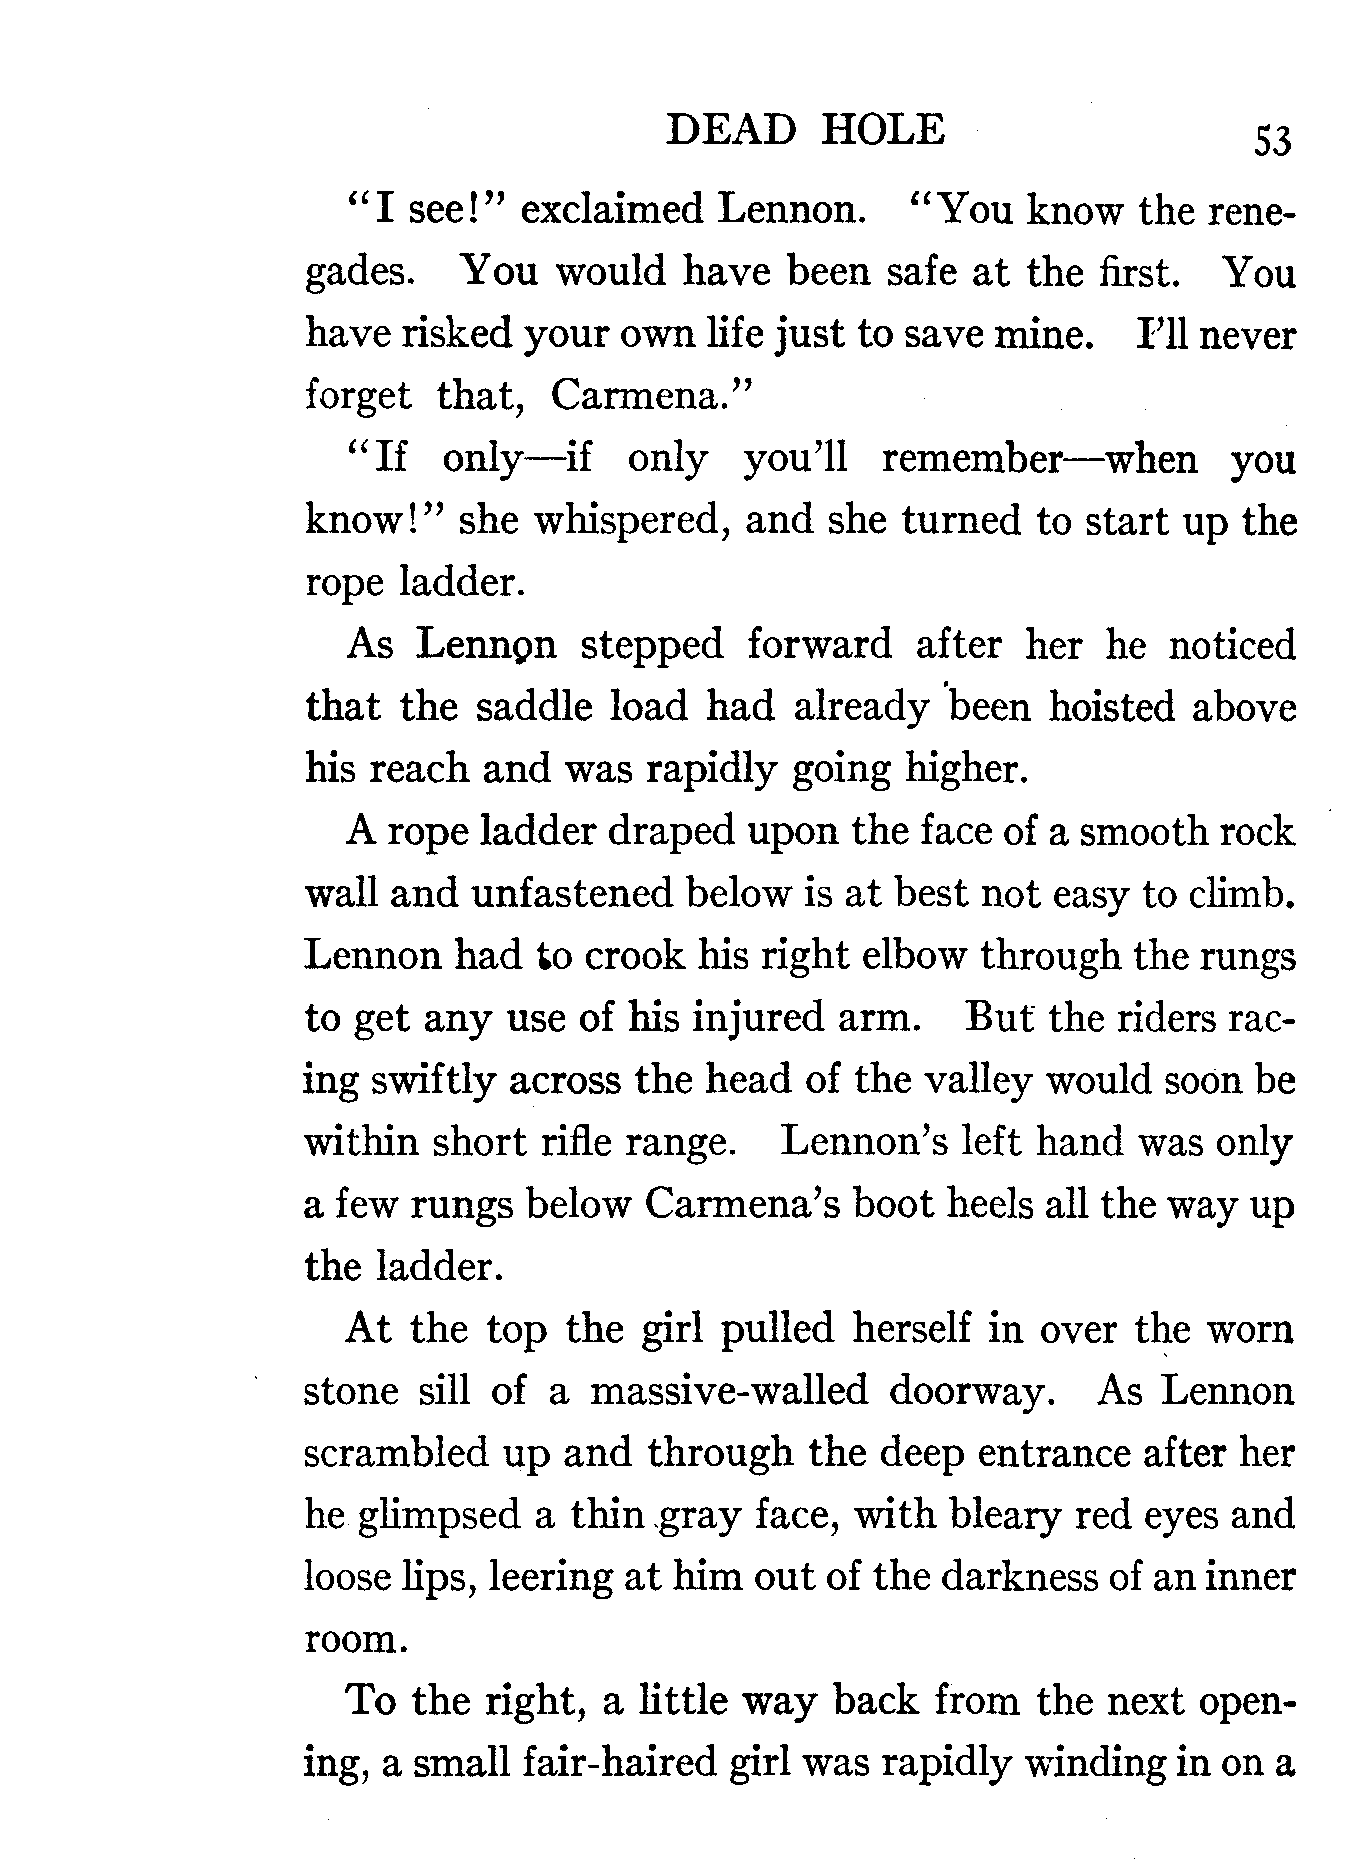 DEAD HOLE 53
"I see!" exclaimed Lennon. "You know the rene-
gades. You would have been safe at the first. You
have risked your own life just to save mine. I'll never
forget that, Carmena."
"If only—if only you'll remember—when you
know!" she whispered, and she turned to start up the
rope ladder.
As Lennon stepped forward after her he noticed
that the saddle load had already been hoisted above
his reach and was rapidly going higher.
A rope ladder draped upon the face of a smooth rock
wall and unfastened below is at best not easy to climb.
Lennon had to crook his right elbow through the rungs
to get any use of his injured arm. But the riders rac-
ing swiftly across the head of the valley would soon be
within short rifle range. Lennon's left hand was only
a few rungs below Carmena's boot heels all the way up
the ladder.
At the top the girl pulled herself in over the worn
stone sill of a massive-walled doorway. As Lennon
scrambled up and through the deep entrance after her
he glimpsed a thin gray face, with bleary red eyes and
loose lips, leering at him out of the darkness of an inner
room.
To the right, a little way back from the next open-
ing, a small fair-haired girl was rapidly winding in on a